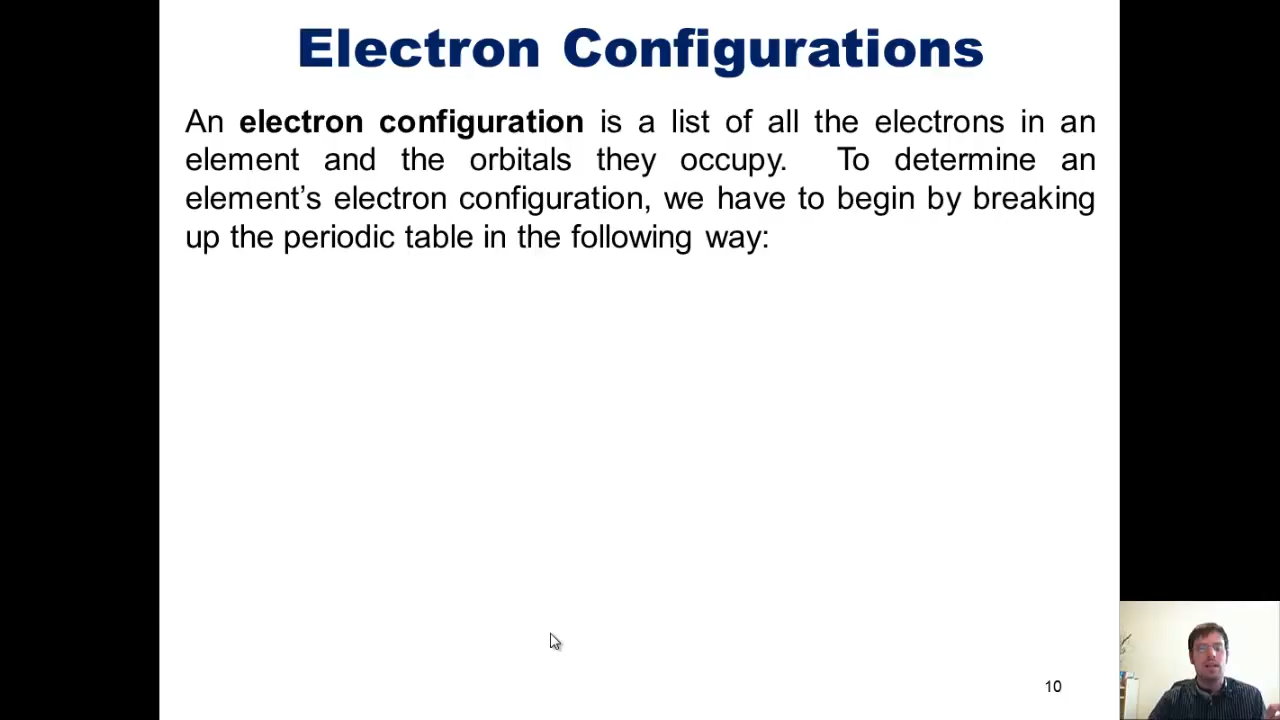 Electron Configurations
An electron configuration is a list of all the electrons in an
element and the orbitals they occupy. To determine an
element’s electron configuration, we have to begin by breaking
up the periodic table in the following way:
10